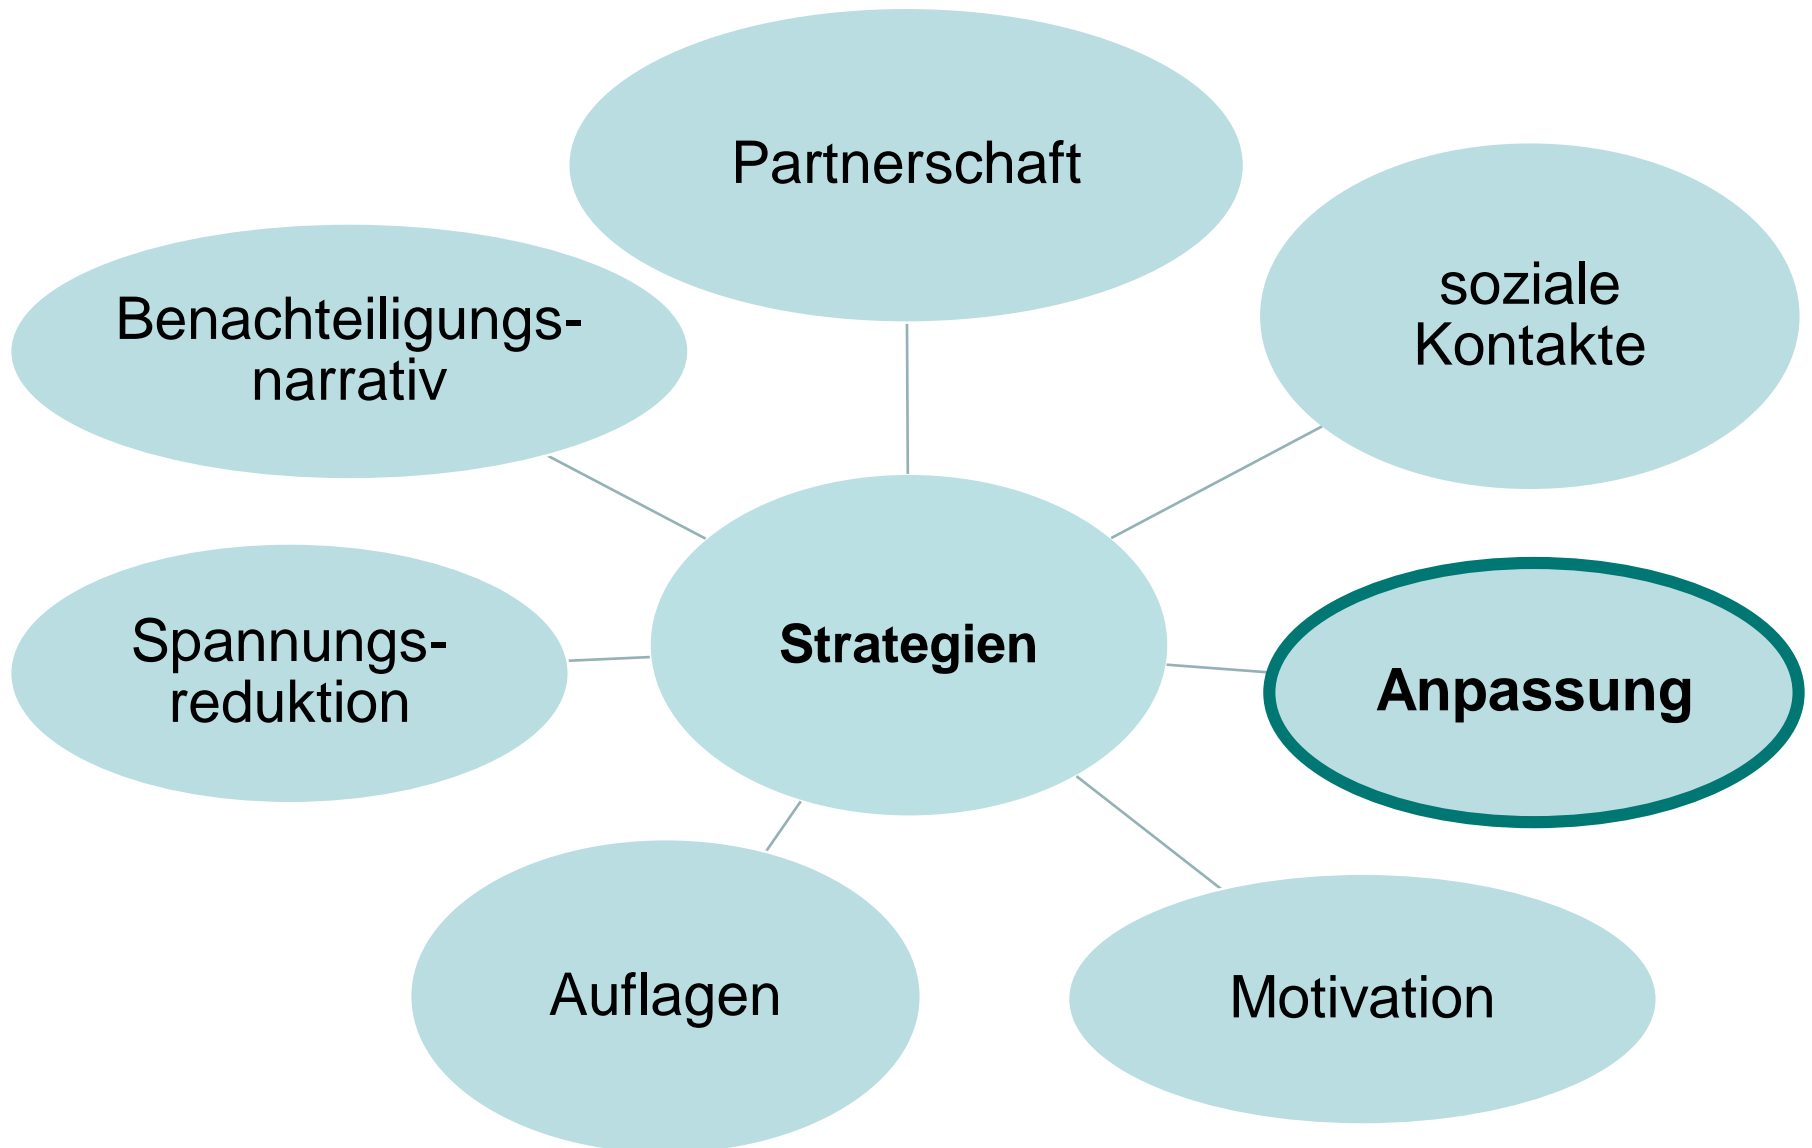 Partnerschaft
soziale
Kontakte
Benachteiligungs-
narrativ
Strategien
Anpassung
Spannungs-
reduktion
Auflagen
Motivation